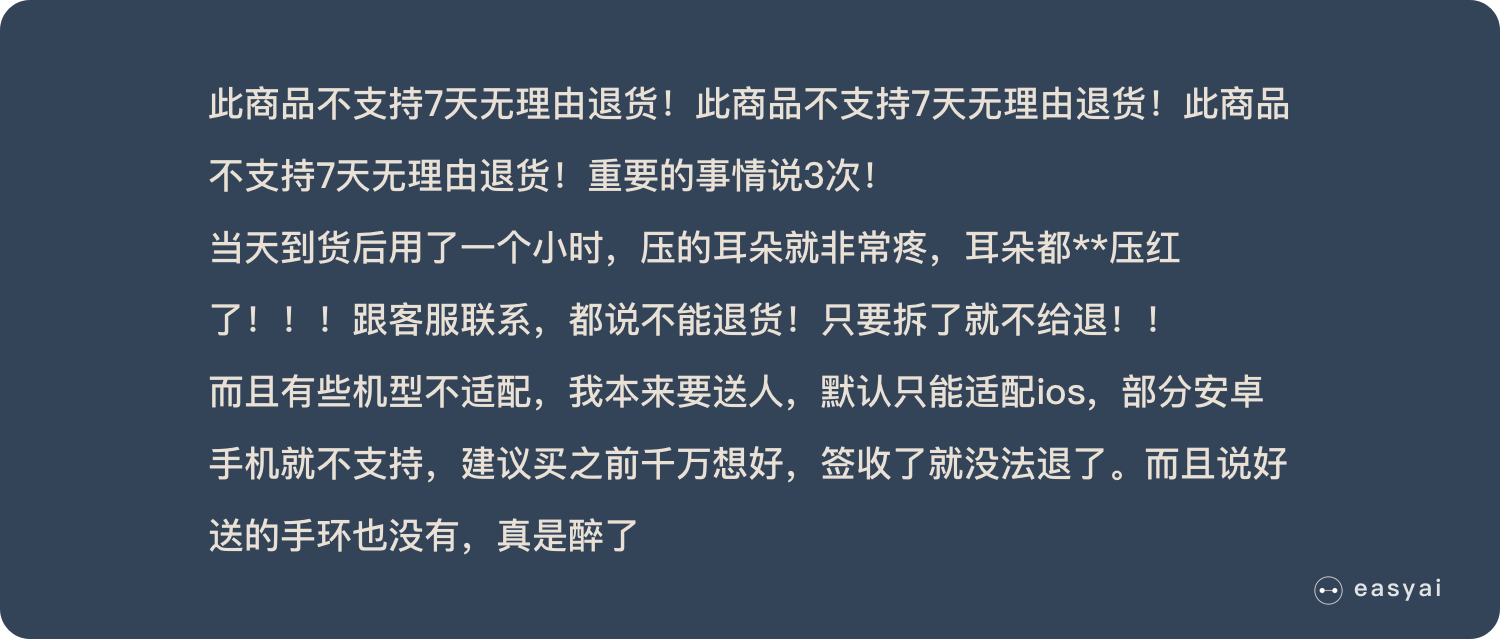 此商品不支持7天无理由退货！此商品不支持7天无理由退货！此商品
不支持7天无理由退货！重要的事情说3次！
当天到货后用了一个小时，压的耳朵就非常疼，耳朵都**压红
了！！！跟客服联系，都说不能退货！只要拆了就不给退！！
而且有些机型不适配，我本来要送人，默认只能适配ios，部分安卓
手机就不支持，建议买之前千万想好，签收了就没法退了。而且说好
送的手环也没有，真是醉了
easyai